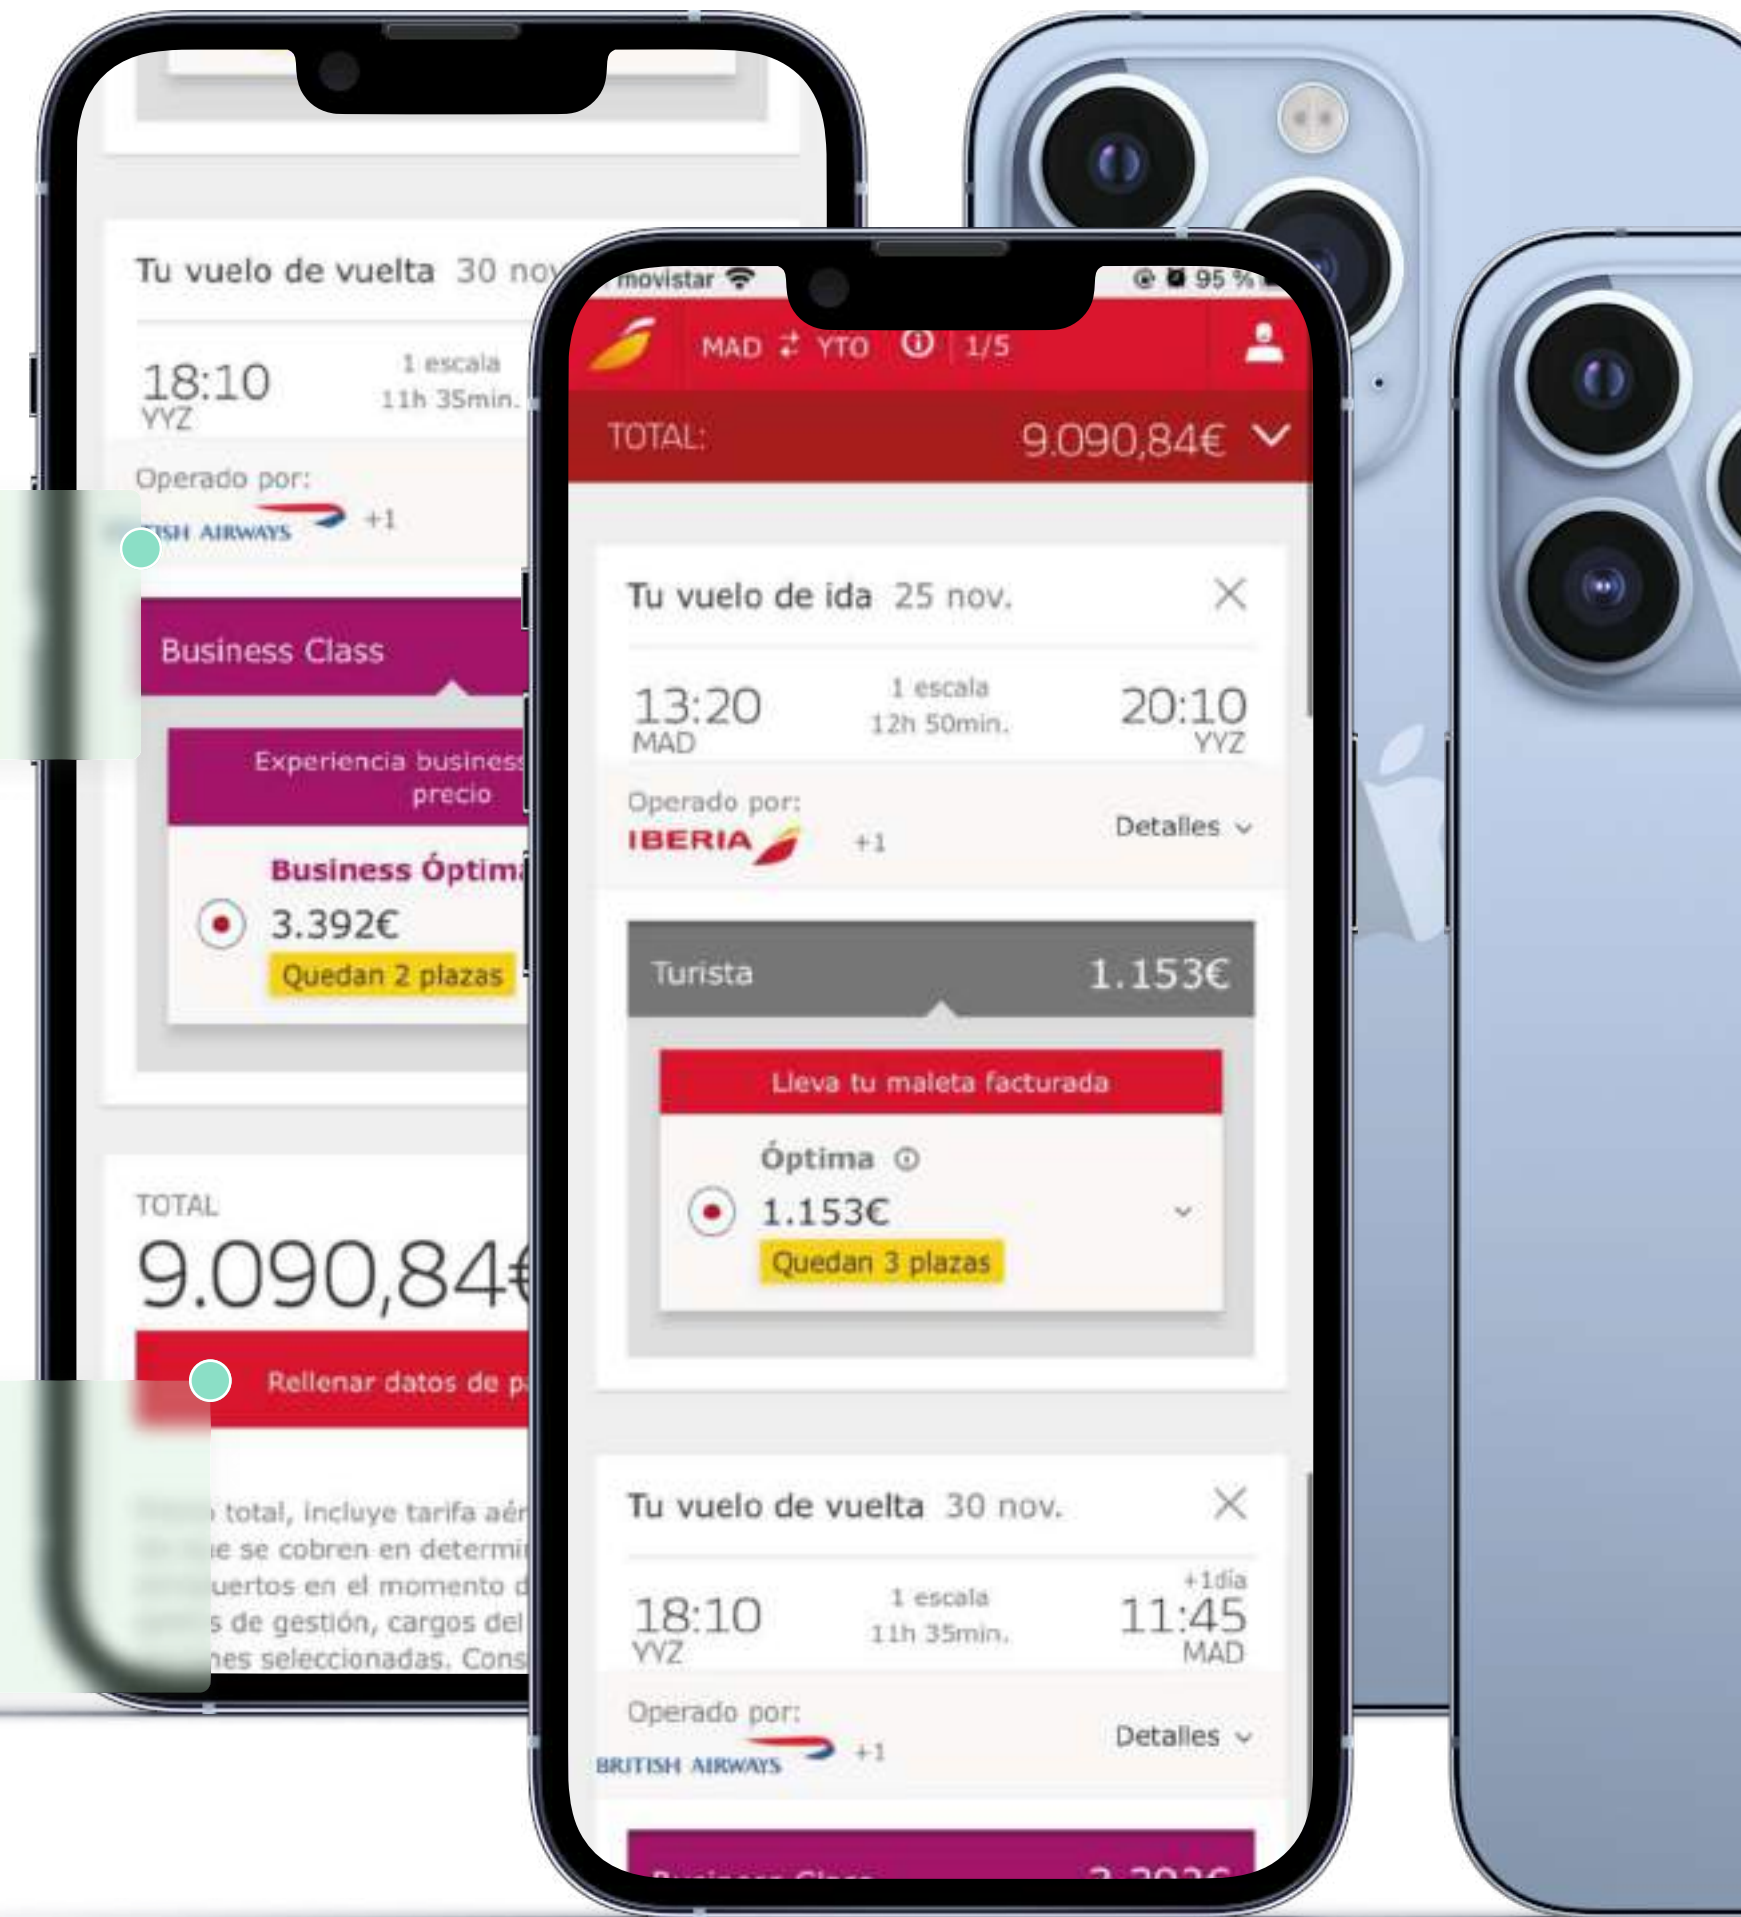 Tu vuelo de vuelta 30 nov
18:10
YYZ
1 escala
11h 35min.
Operado por:
AIRWAYS +1
Business Class
Experiencia business
precio
Business
3.392€
Quedan 2 plazas
TOTAL
9.090,84€
Rellenar datos de
total, incluye tarifa
se cobren en
en el momento
de gestión, cargos del
seleccionadas.
movistar
95 %
MAD ⇄ YTO 1/5
TOTAL: 9.090,84€
Tu vuelo de ida 25 nov.
13:20
MAD
1 escala
12h 50min.
20:10
YYZ
Operado por:
IBERIA +1
Detalles
Turista 1.153€
Lleva tu maleta facturada
Óptima
1.153€
Quedan 3 plazas
Tu vuelo de vuelta 30 nov.
18:10
YYZ
1 escala
11h 35min.
+1día
11:45
MAD
Operado por:
BRITISH AIRWAYS +1
Detalles